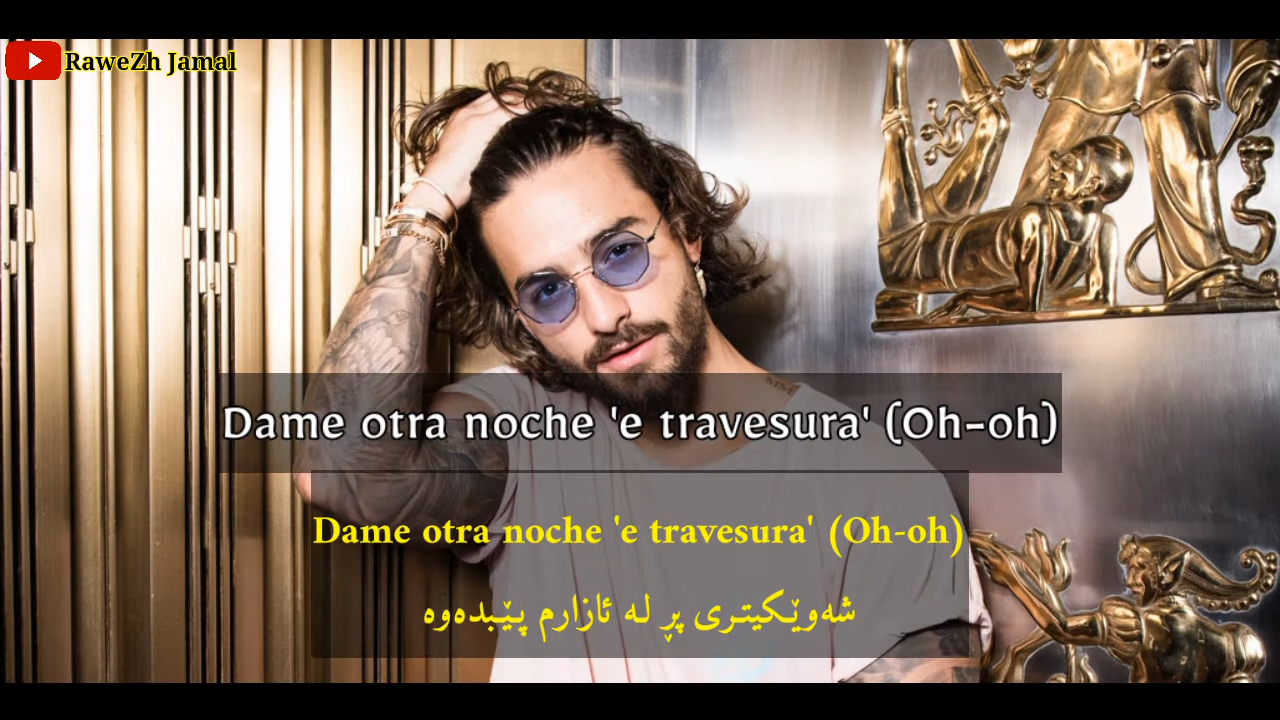 RaweZh Jamal
Dame otra noche 'e travesura' (Oh-oh)
Dame otra noche 'e travesura' (Oh-oh)
شەوێکیتری پڕ لە ئازارم پێبدەوە